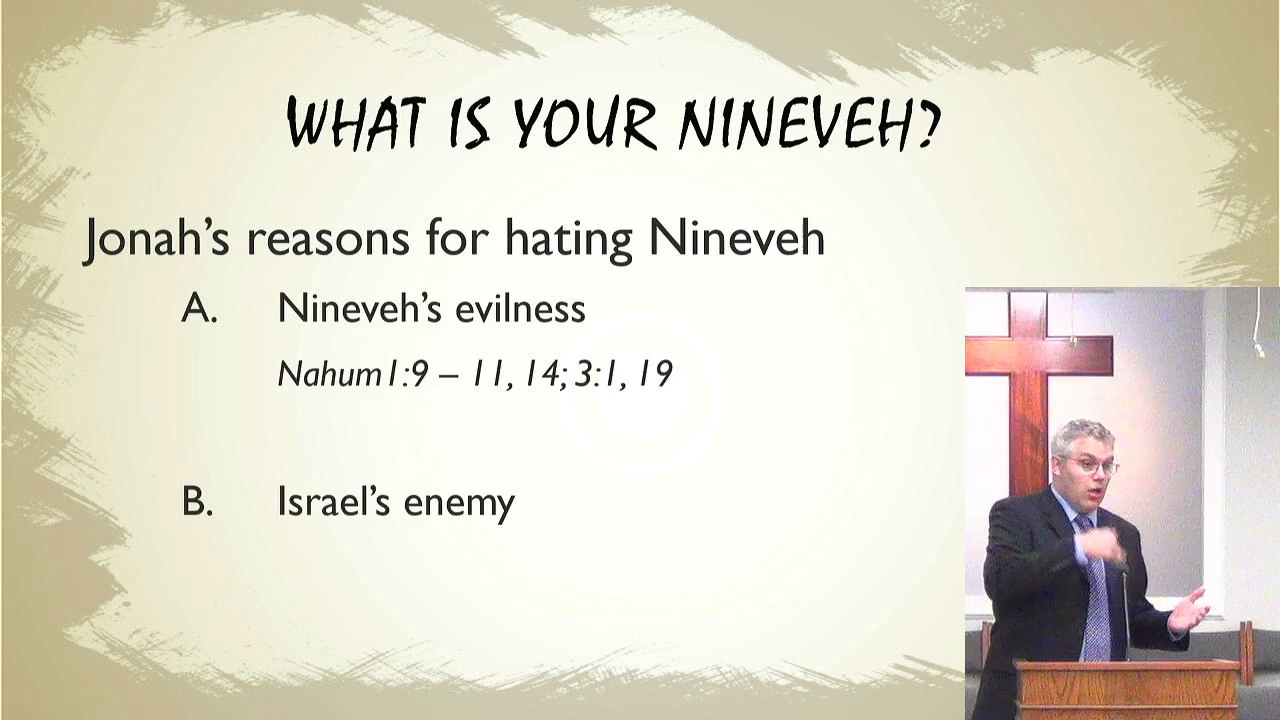 WHAT IS YOUR NINEVEH?
Jonah’s reasons for hating Nineveh
A. Nineveh’s evilness
Nahum1:9 – 11, 14; 3:1, 19
B. Israel’s enemy